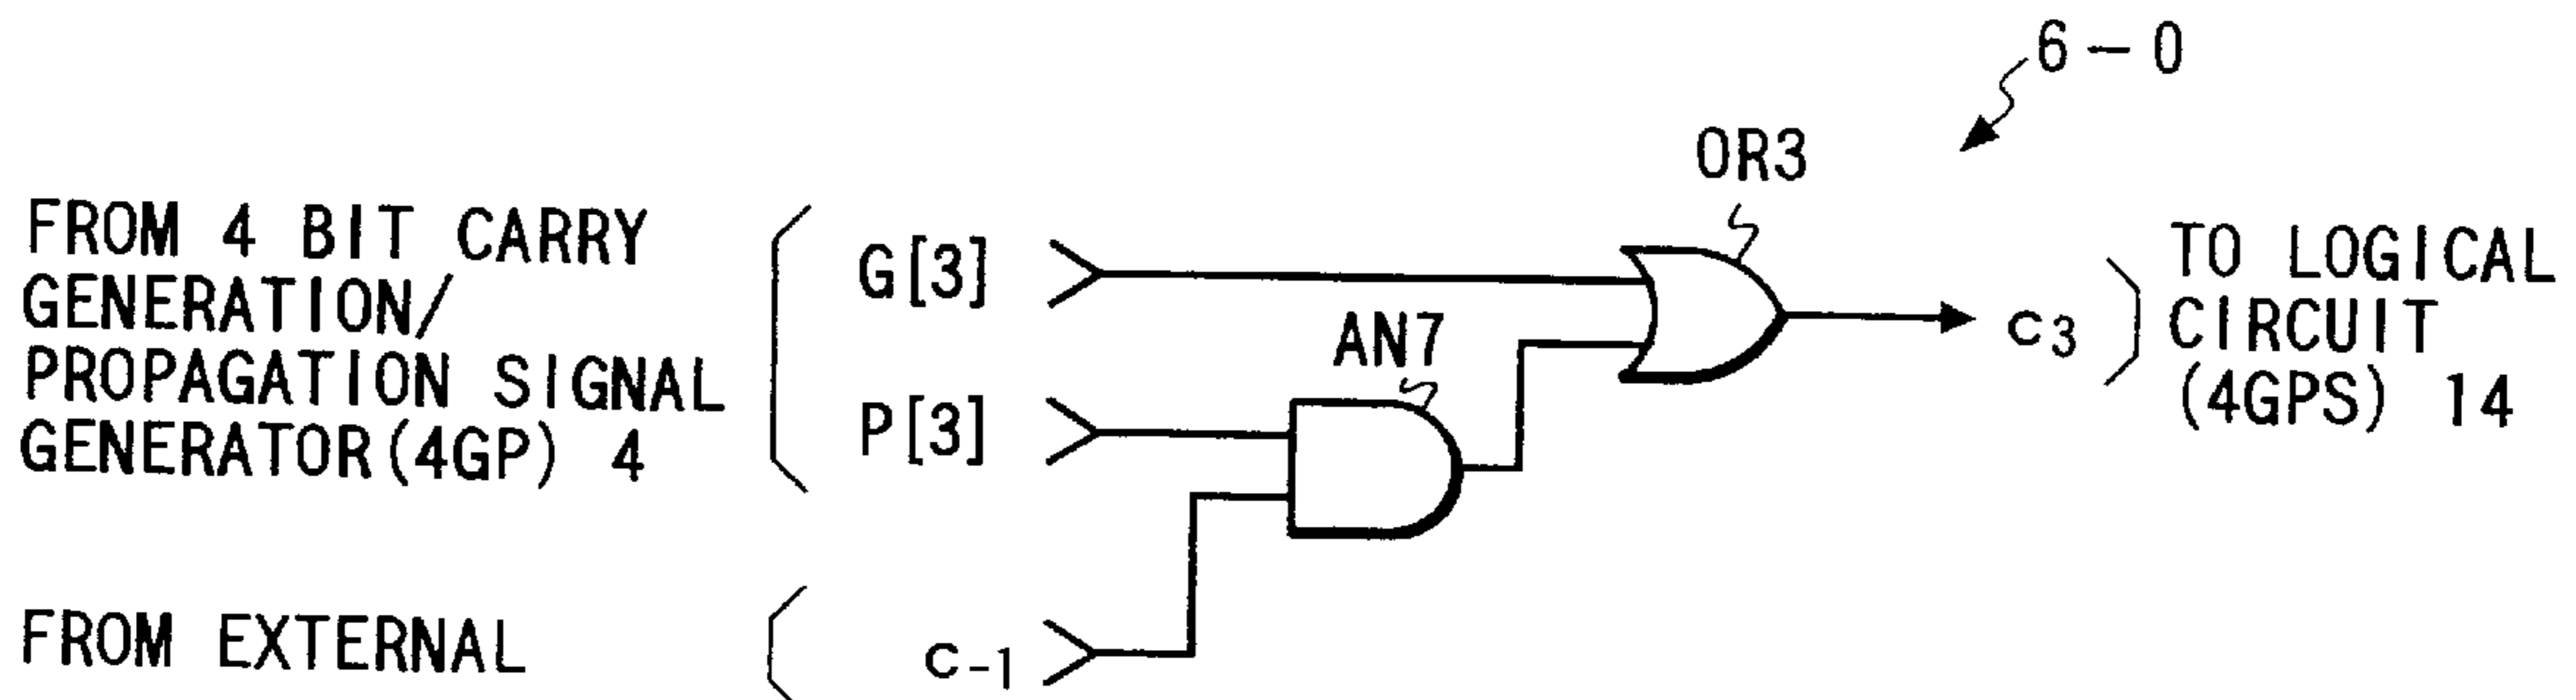 6-0
OR3
FROM 4 BIT CARRY
GENERATION/
PROPAGATION SIGNAL
GENERATOR(4GP) 4
G[3]
AN7
P[3]
c3
TO LOGICAL
CIRCUIT
(4GPS) 14
FROM EXTERNAL
c-1